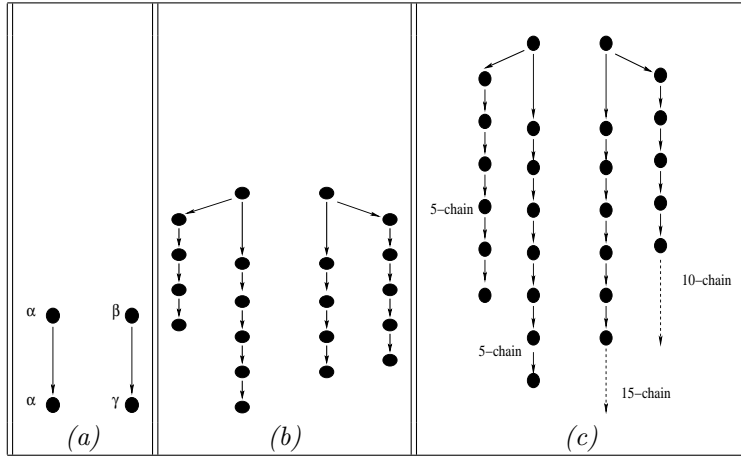 α
β
α
γ
(a)
(b)
5-chain
10-chain
5-chain
15-chain
(c)